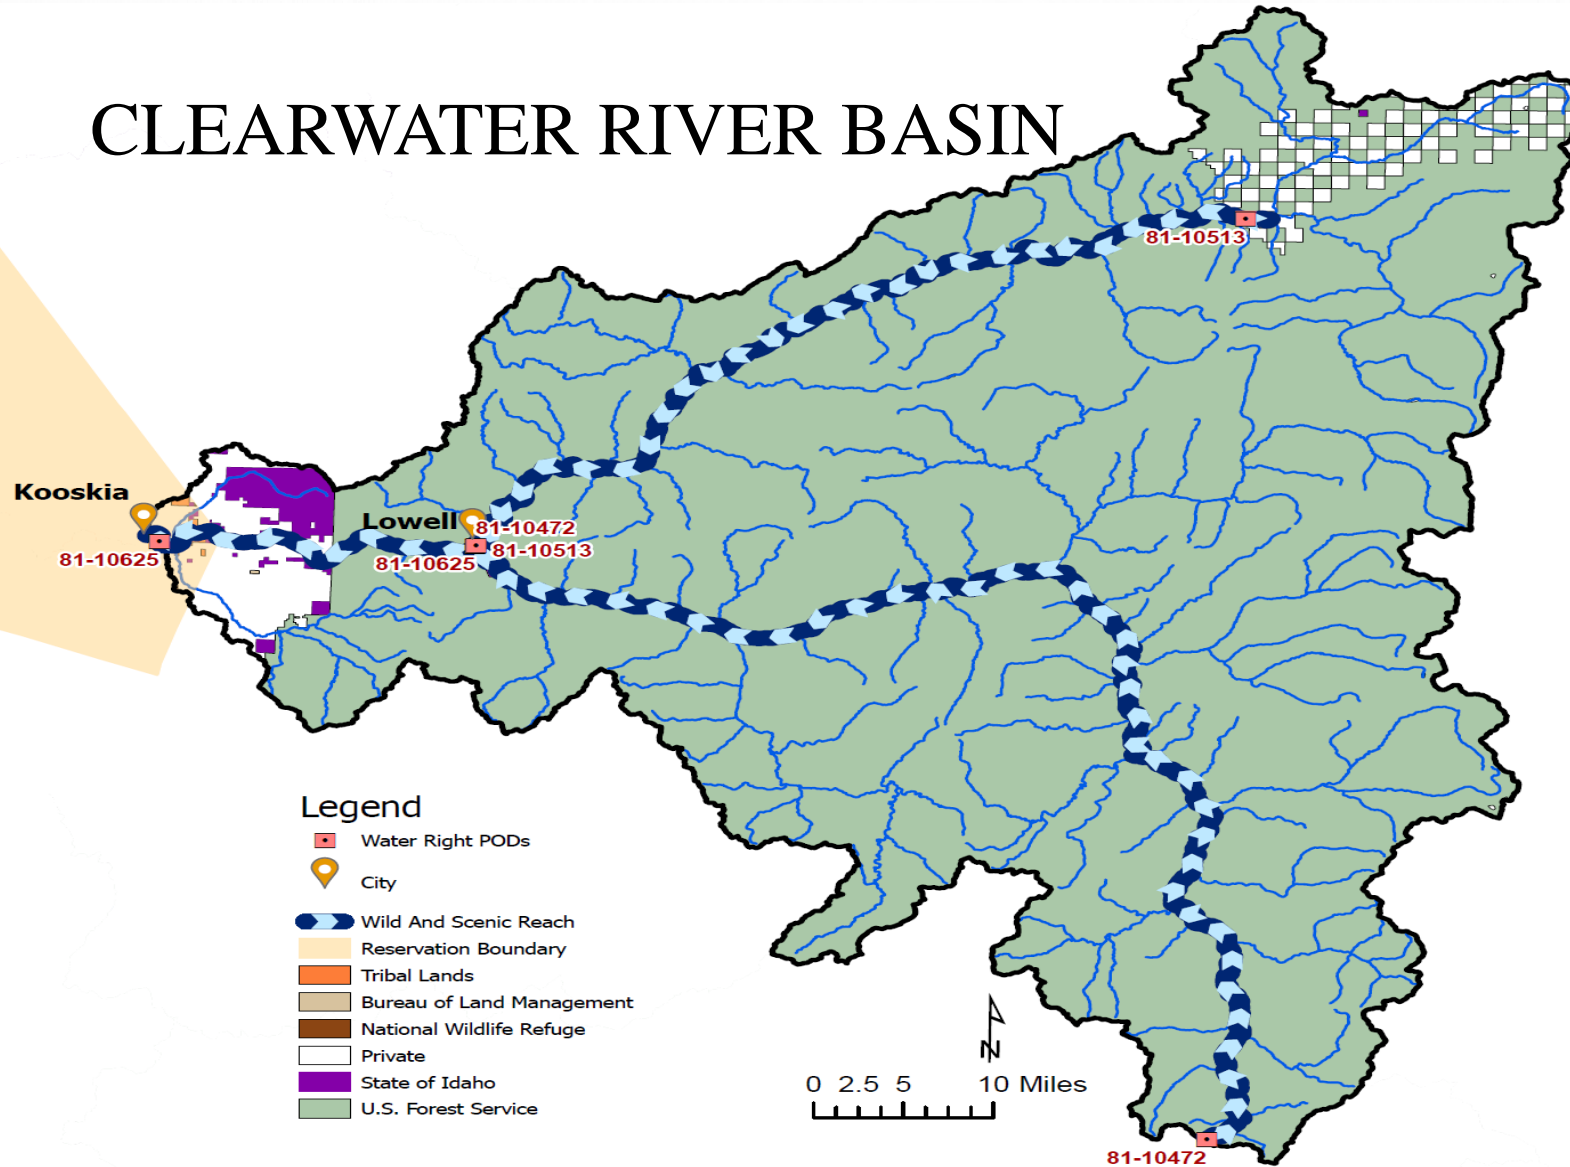 CLEARWATER RIVER BASIN
81-10513
Kooskia
Lowell
81-10472
81-10513
81-10625
81-10625
Legend
Water Right PODs
City
Wild And Scenic Reach
Reservation Boundary
Tribal Lands
Bureau of Land Management
National Wildlife Refuge
Private
State of Idaho
U.S. Forest Service
N
0 2.5 5 10 Miles
81-10472